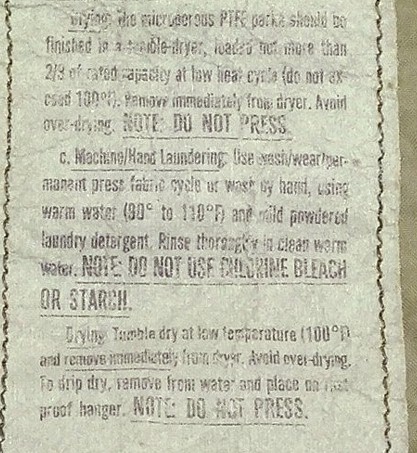 Drying: The microporous PTFE parka should be
finished in a tumble-dryer, loaded not more than
2/3 of rated capacity at low heat cycle (do not ex-
ceed 100°F). Remove immediately from dryer. Avoid
over-drying. NOTE: DO NOT PRESS.
c. Machine/Hand Laundering: Use wash/wear/per-
manent press fabric cycle or wash by hand, using
warm water (90° to 110°F) and mild powdered
laundry detergent. Rinse thoroughly in clean warm
water. NOTE: DO NOT USE CHLORINE BLEACH
OR STARCH.
Drying: Tumble dry at low temperature (100°F)
and remove immediately from dryer. Avoid over-drying.
To drip dry, remove from water and place on rust
proof hanger. NOTE: DO NOT PRESS.